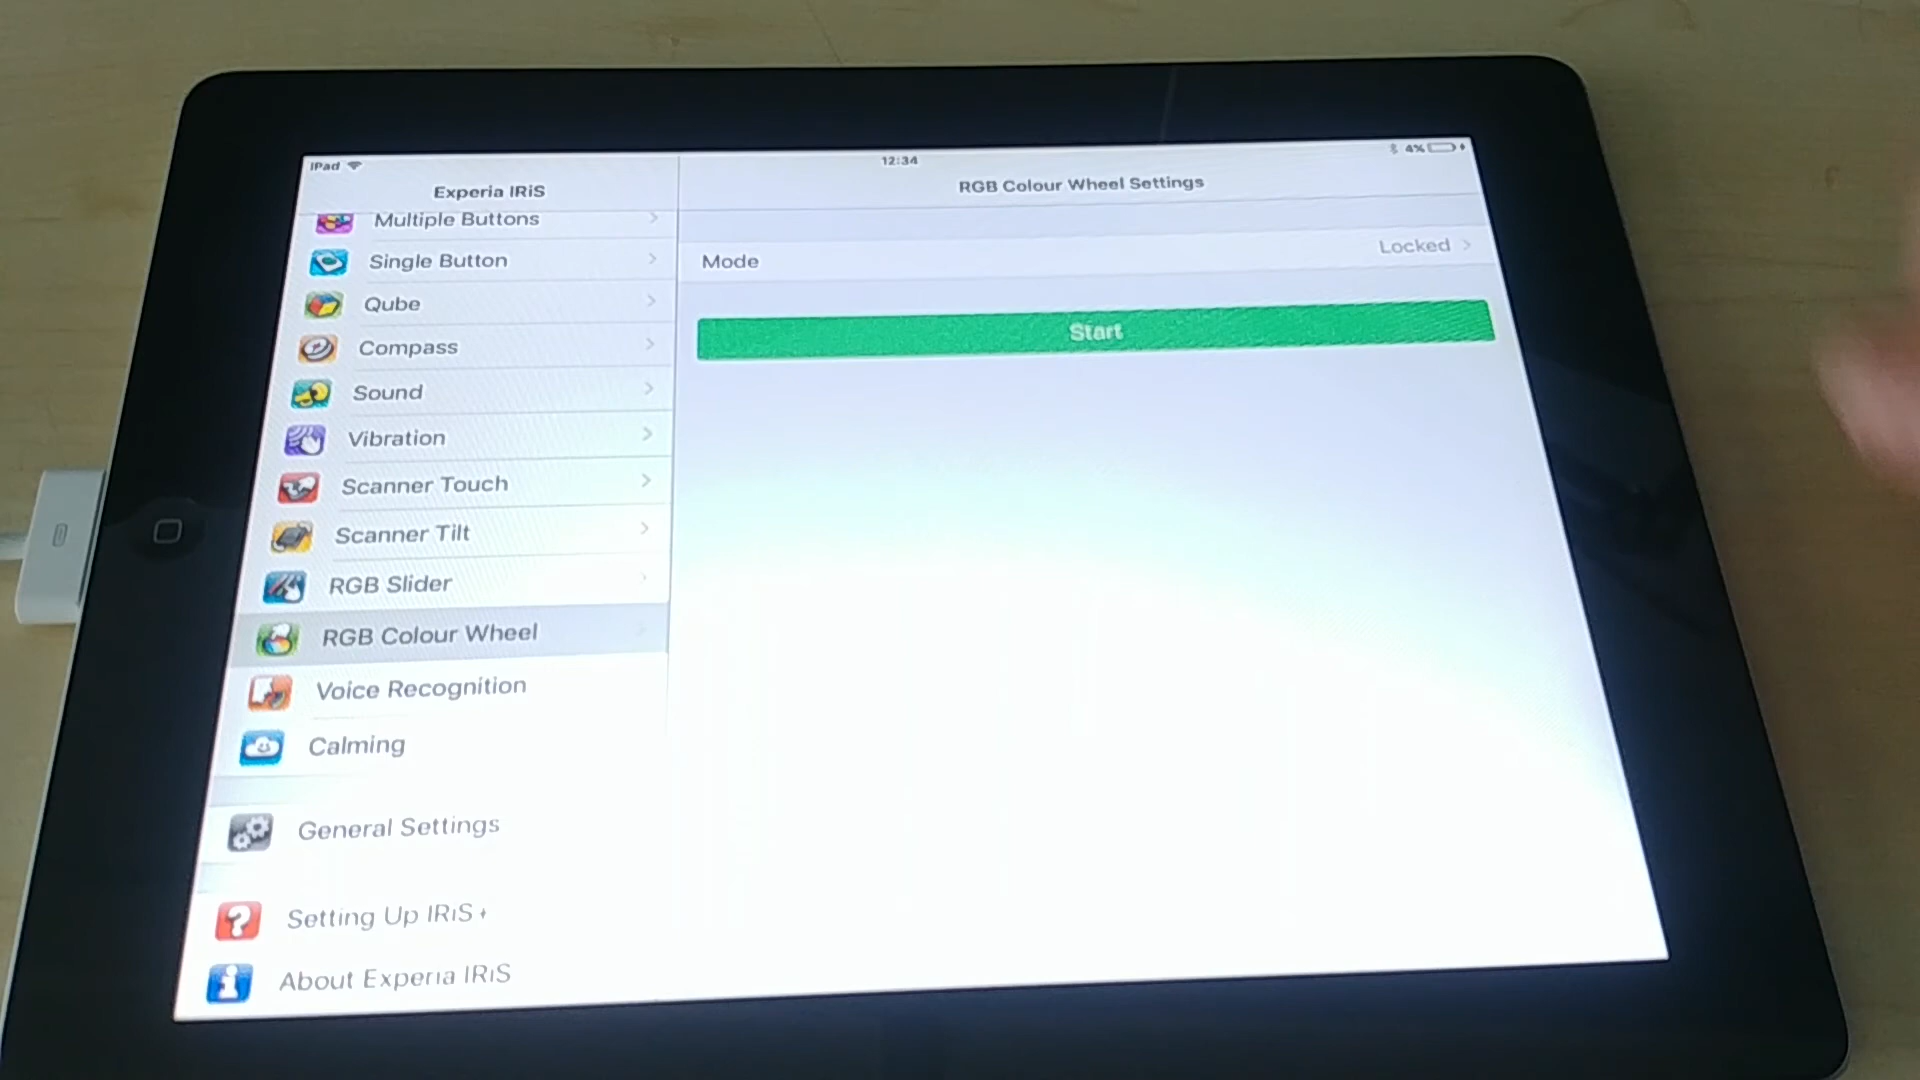 iPad
12:34
4%
Experia IRiS
RGB Colour Wheel Settings
Multiple Buttons
Single Button
Qube
Compass
Sound
Vibration
Scanner Touch
Scanner Tilt
RGB Slider
RGB Colour Wheel
Voice Recognition
Calming
General Settings
Setting Up IRiS
About Experia IRiS
Mode
Locked
Start